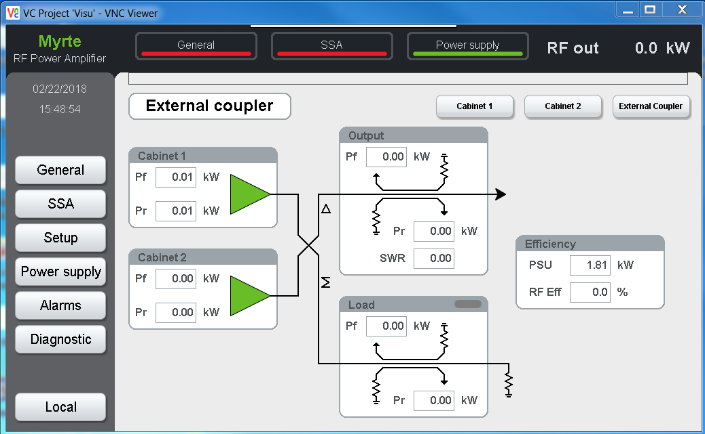 VC Project 'Visu' - VNC Viewer
Myrte
RF Power Amplifier
General
SSA
Power supply
RF out 0.0 kW
02/22/2018
15:48:54
External coupler
Cabinet 1
Cabinet 2
External Coupler
General
SSA
Setup
Power supply
Alarms
Diagnostic
Local
Cabinet 1
Pf 0.01 kW
Pr 0.01 kW
Cabinet 2
Pf 0.00 kW
Pr 0.00 kW
Δ
Σ
Output
Pf 0.00 kW
Pr 0.00 kW
SWR 0.00
Load
Pf 0.00 kW
Pr 0.00 kW
Efficiency
PSU 1.81 kW
RF Eff 0.0 %